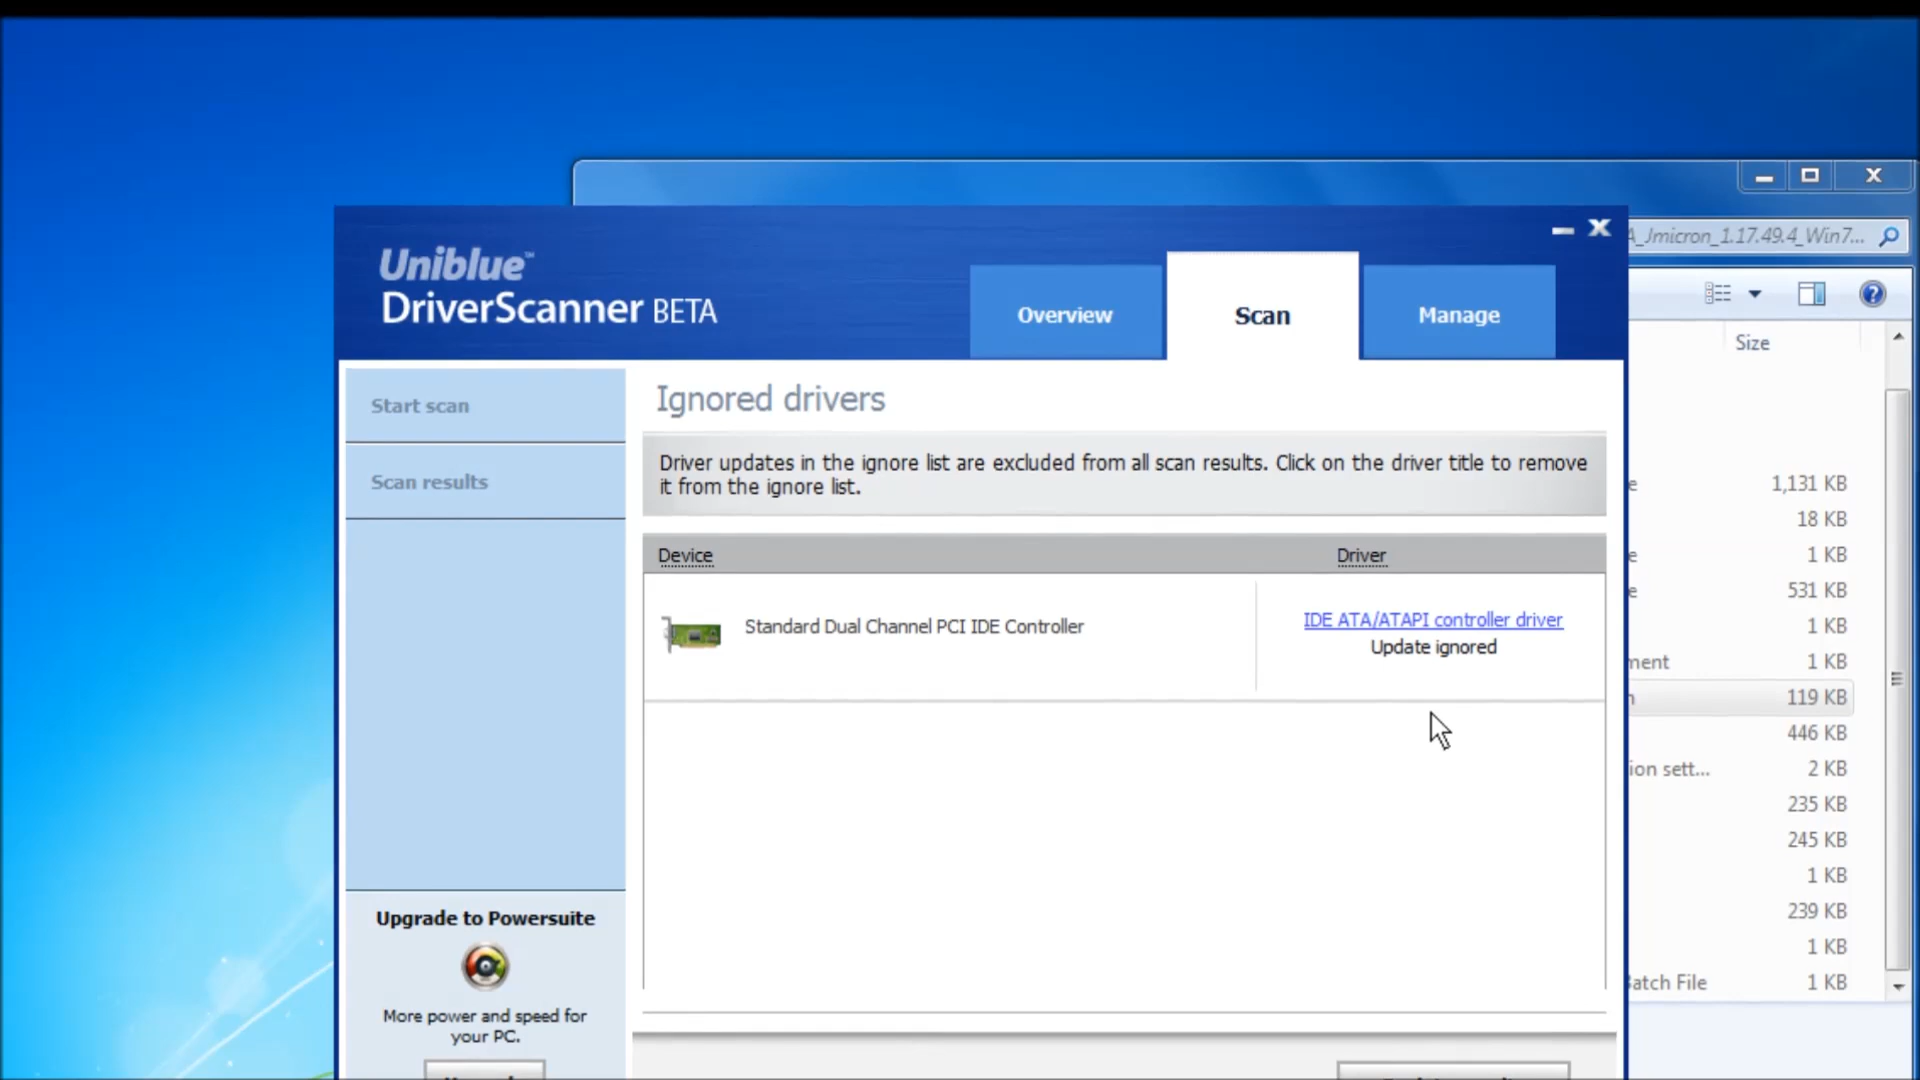 Uniblue™
DriverScanner BETA
Overview
Scan
Manage
_Jmicron_1.17.49.4_Win7...
Start scan
Scan results
Ignored drivers
Driver updates in the ignore list are excluded from all scan results. Click on the driver title to remove
it from the ignore list.
Device
Driver
Standard Dual Channel PCI IDE Controller
IDE ATA/ATAPI controller driver
Update ignored
Upgrade to Powersuite
More power and speed for
your PC.
Size
1,131 KB
18 KB
1 KB
531 KB
1 KB
1 KB
119 KB
446 KB
ion sett...
2 KB
235 KB
245 KB
1 KB
239 KB
1 KB
Batch File
1 KB